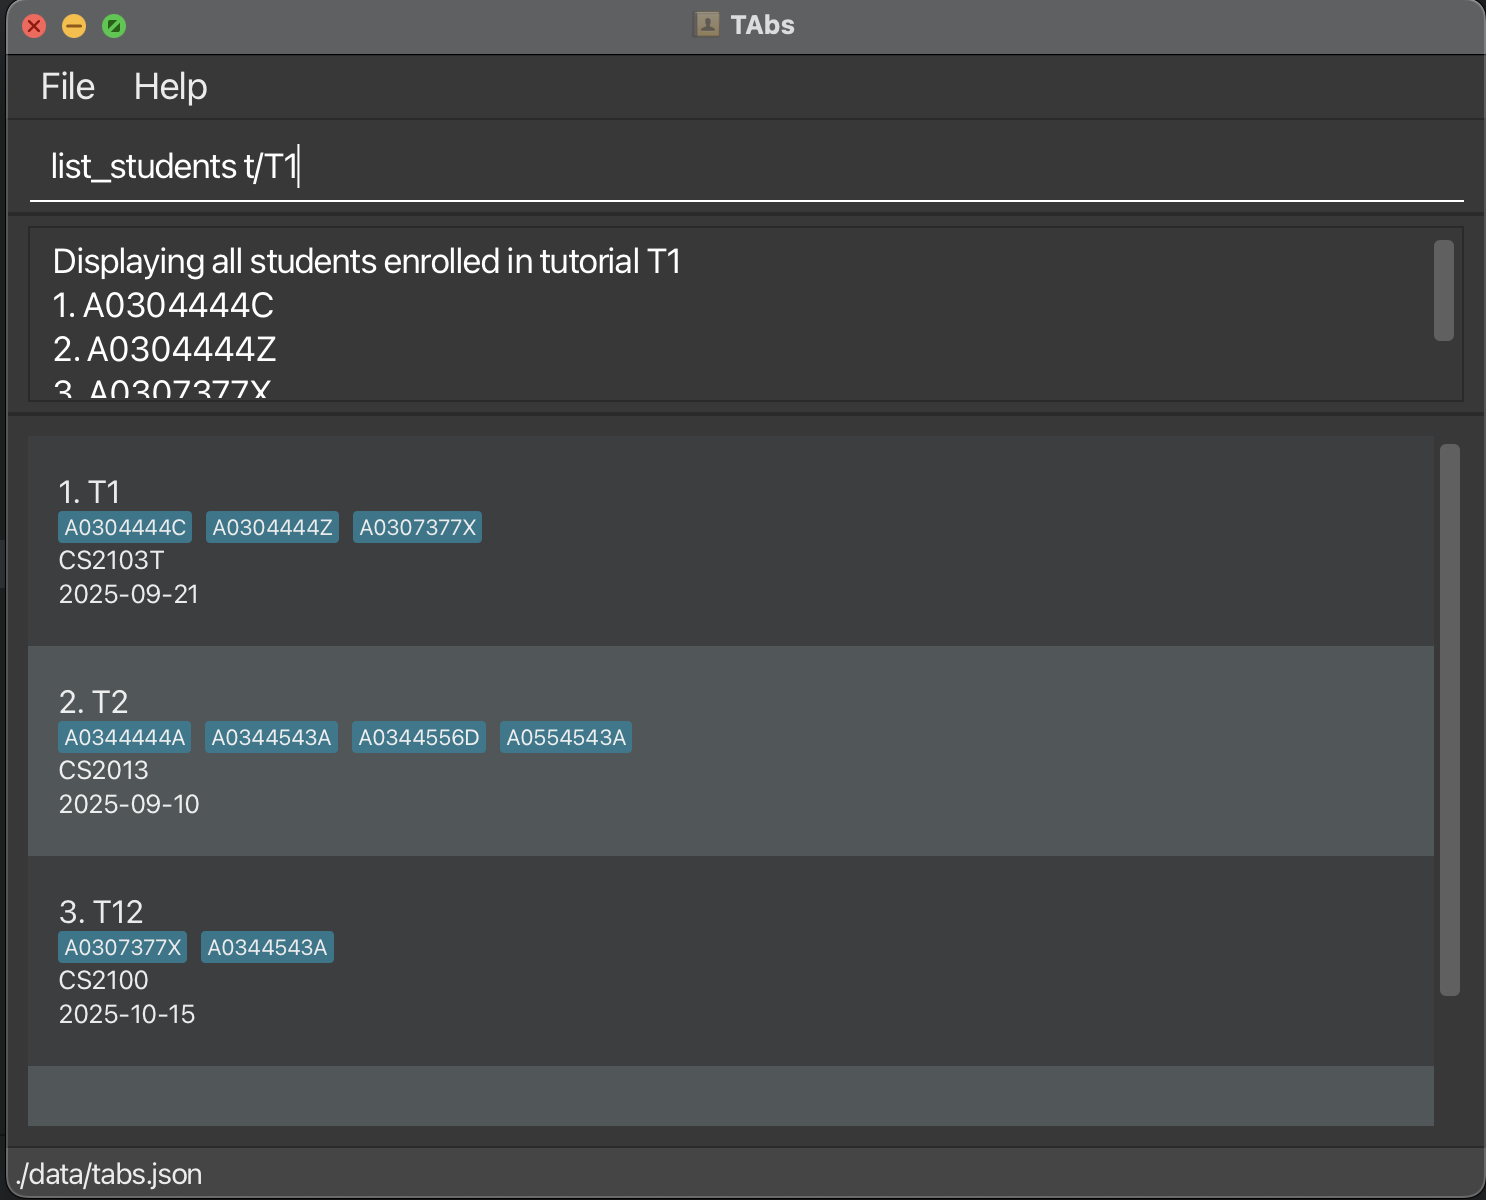 TAbs
File Help
list_students t/T1
Displaying all students enrolled in tutorial T1
1. A0304444C
2. A0304444Z
3. A0307377X
1. T1
A0304444C A0304444Z A0307377X
CS2103T
2025-09-21
2. T2
A0344444A A0344543A A0344556D A0554543A
CS2013
2025-09-10
3. T12
A0307377X A0344543A
CS2100
2025-10-15
./data/tabs.json